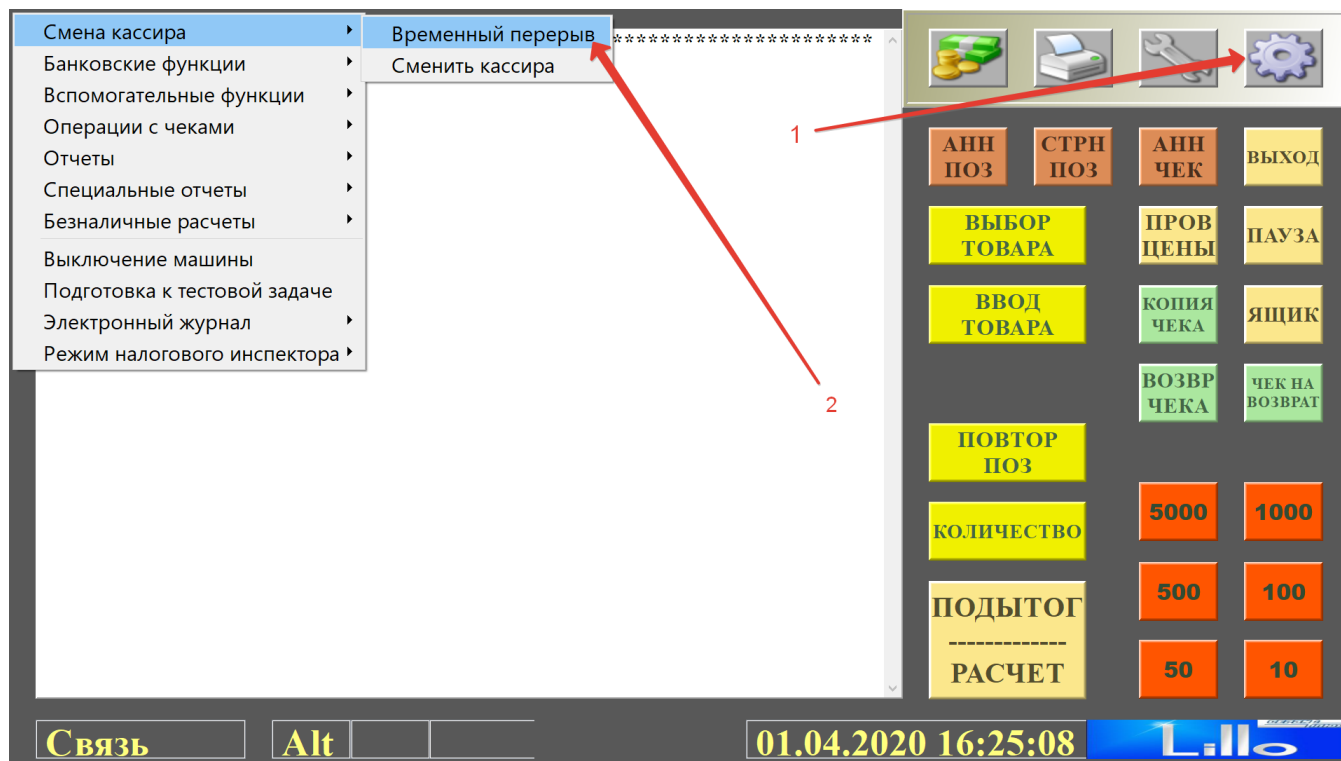 Смена кассира
Банковские функции
Вспомогательные функции
Операции с чеками
Отчеты
Специальные отчеты
Безналичные расчеты
Выключение машины
Подготовка к тестовой задаче
Электронный журнал
Режим налогового инспектора
Временный перерыв
Сменить кассира
**********************
1
2
АНН
ПОЗ
СТРН
ПОЗ
АНН
ЧЕК
ВЫХОД
ВЫБОР
ТОВАРА
ПРОВ
ЦЕНЫ
ПАУЗА
ВВОД
ТОВАРА
КОПИЯ
ЧЕКА
ЯЩИК
ВОЗВР
ЧЕКА
ЧЕК НА
ВОЗВРАТ
ПОВТОР
ПОЗ
КОЛИЧЕСТВО
5000
1000
ПОДЫТОГ
-------------
РАСЧЕТ
500
100
50
10
Связь
Alt
01.04.2020 16:25:08
Lillo